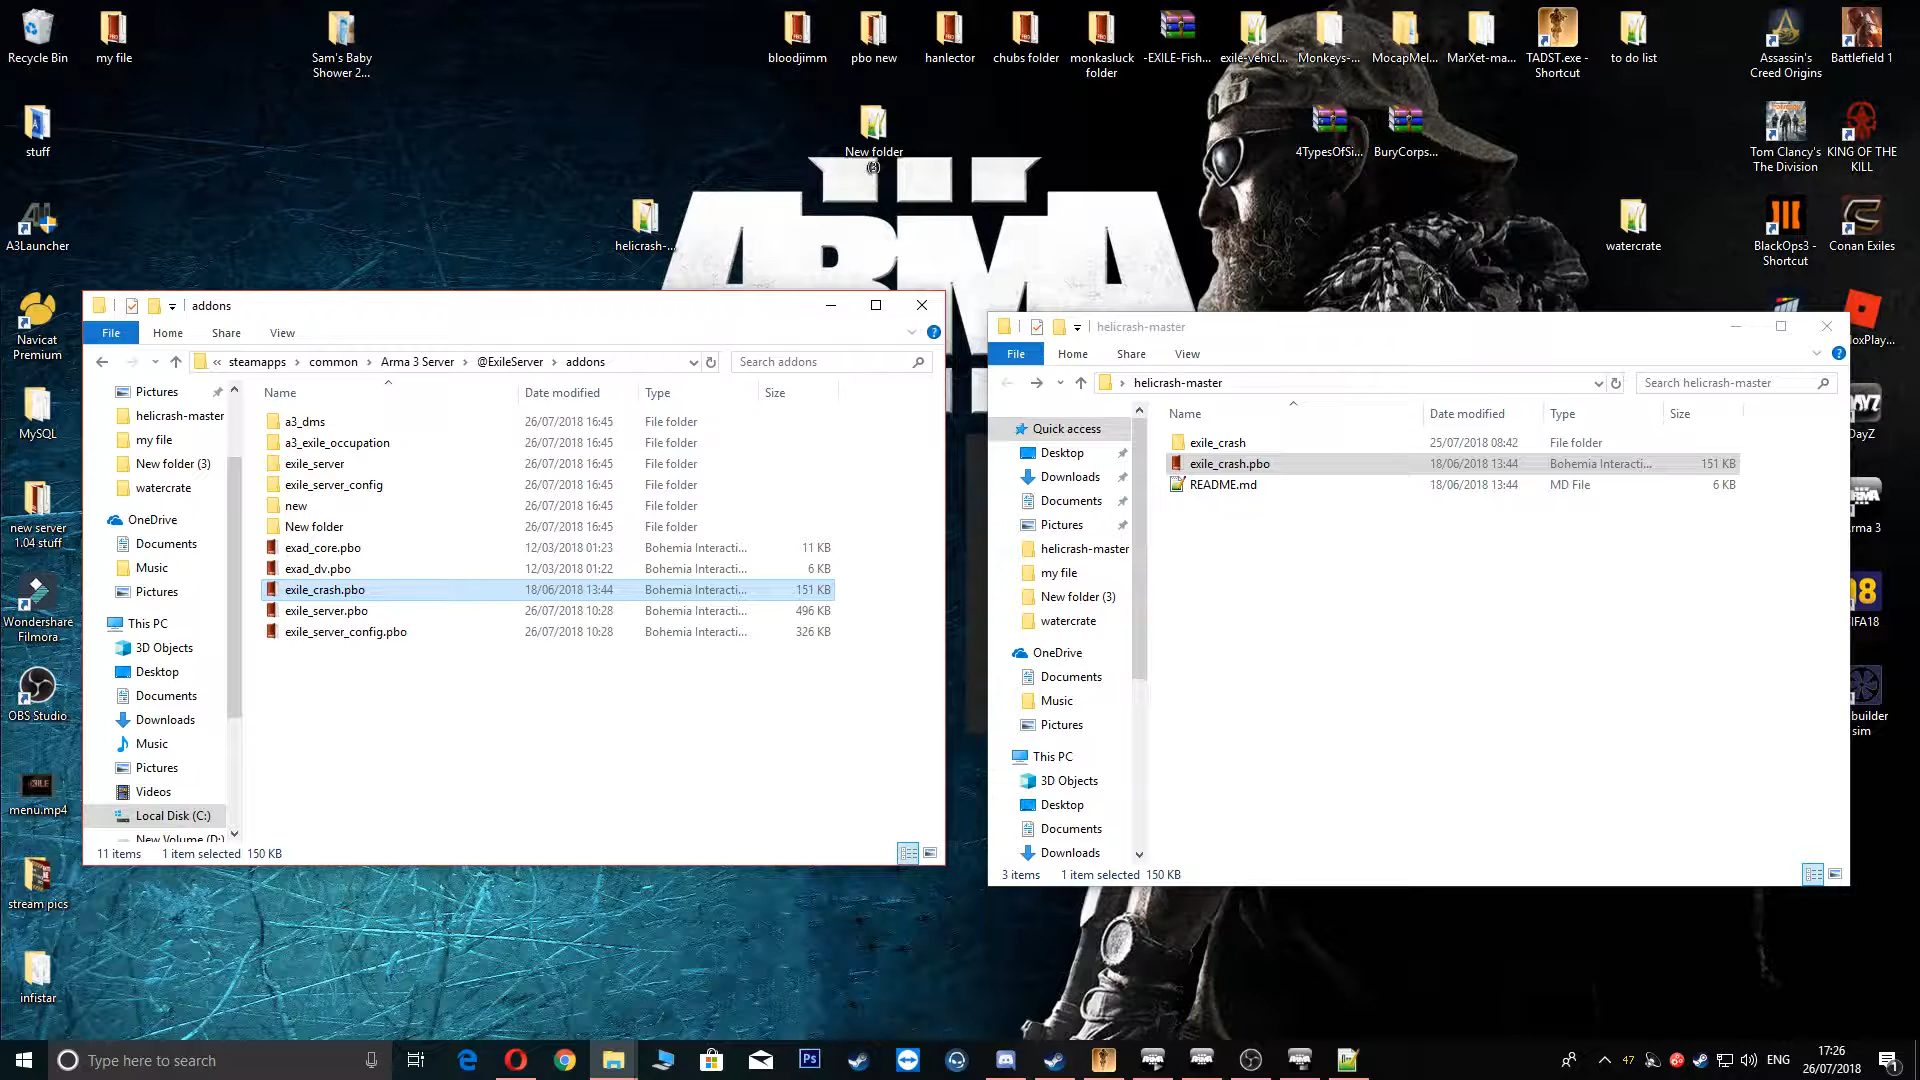 Recycle Bin
my file
Sam's Baby
Shower 2...
bloodjimm
pbo new
hanlector
chubs folder
monkasluck
folder
-EXILE-Fish...
exile-vehicl...
Monkeys-...
MocapMel...
MarXet-ma...
TADST.exe -
Shortcut
to do list
Assassin's
Creed Origins
Battlefield 1
stuff
New folder
(3)
4TypesOfSi...
BuryCorps...
Tom Clancy's
The Division
KING OF THE
KILL
A3Launcher
helicrash-...
watercrate
BlackOps3 -
Shortcut
Conan Exiles
ARMA
Navicat
Premium
MySQL
new server
1.04 stuff
Wondershare
Filmora
OBS Studio
menu.mp4
stream pics
infistar
addons
File Home Share View
« steamapps > common > Arma 3 Server > @ExileServer > addons
Search addons
Name Date modified Type Size
Pictures
helicrash-master
my file
New folder (3)
watercrate
OneDrive
Documents
Music
Pictures
This PC
3D Objects
Desktop
Documents
Downloads
Music
Pictures
Videos
Local Disk (C:)
New Volume (D:)
a3_dms 26/07/2018 16:45 File folder
a3_exile_occupation 26/07/2018 16:45 File folder
exile_server 26/07/2018 16:45 File folder
exile_server_config 26/07/2018 16:45 File folder
new 26/07/2018 16:45 File folder
New folder 26/07/2018 16:45 File folder
exad_core.pbo 12/03/2018 01:23 Bohemia Interacti... 11 KB
exad_dv.pbo 12/03/2018 01:22 Bohemia Interacti... 6 KB
exile_crash.pbo 18/06/2018 13:44 Bohemia Interacti... 151 KB
exile_server.pbo 26/07/2018 10:28 Bohemia Interacti... 496 KB
exile_server_config.pbo 26/07/2018 10:28 Bohemia Interacti... 326 KB
11 items 1 item selected 150 KB
helicrash-master
File Home Share View
> helicrash-master
Search helicrash-master
Name Date modified Type Size
Quick access
Desktop
Downloads
Documents
Pictures
helicrash-master
my file
New folder (3)
watercrate
OneDrive
Documents
Music
Pictures
This PC
3D Objects
Desktop
Documents
Downloads
exile_crash 25/07/2018 08:42 File folder
exile_crash.pbo 18/06/2018 13:44 Bohemia Interacti... 151 KB
README.md 18/06/2018 13:44 MD File 6 KB
3 items 1 item selected 150 KB
loxPlay...
DayZ
rma 3
18
IFA18
builder
sim
Type here to search
Ps
47
ENG
17:26
26/07/2018
1